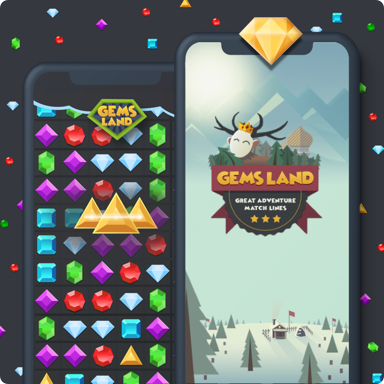 GEMS
LAND
GEMS LAND
GREAT ADVENTURE
MATCH LINES